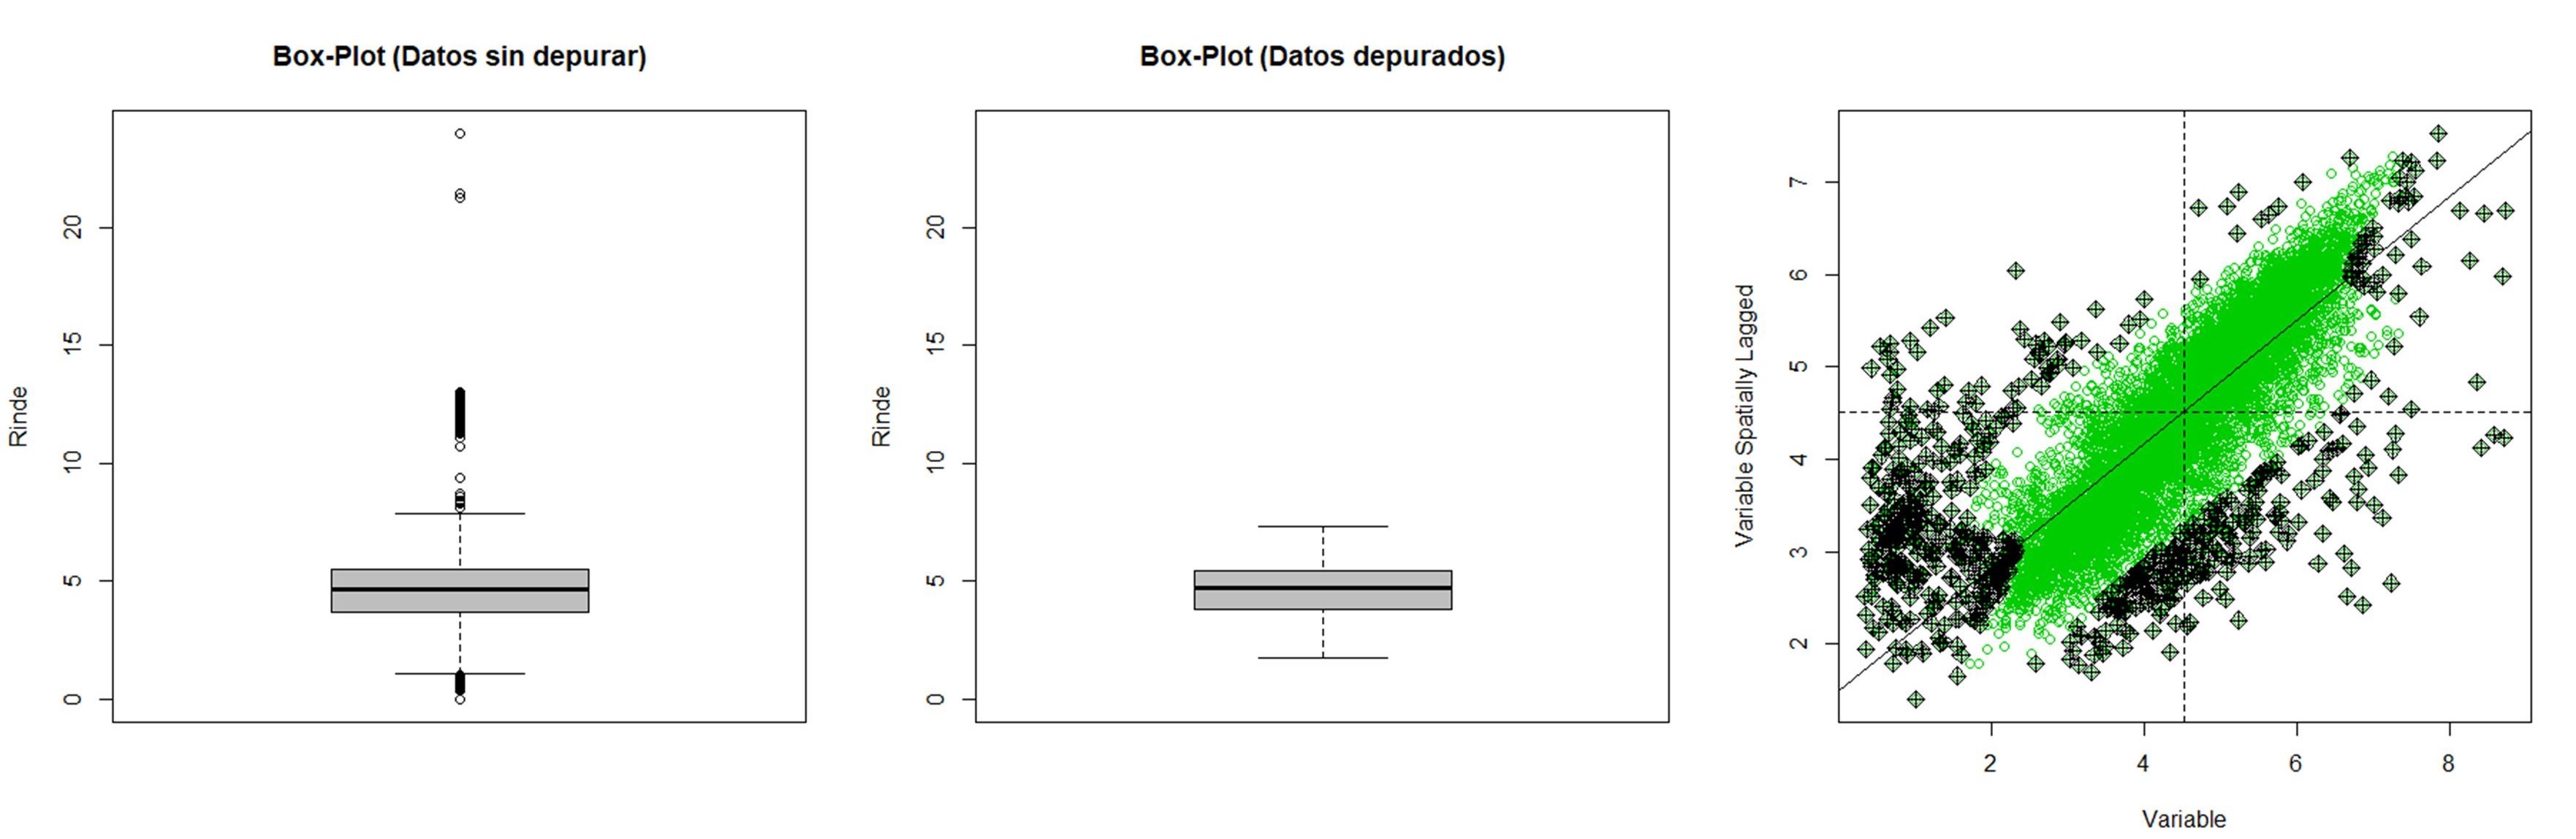 Box-Plot (Datos sin depurar)
Rinde
20
15
10
5
0
Box-Plot (Datos depurados)
Rinde
20
15
10
5
0
Variable Spatially Lagged
7
6
5
4
3
2
2 4 6 8
Variable